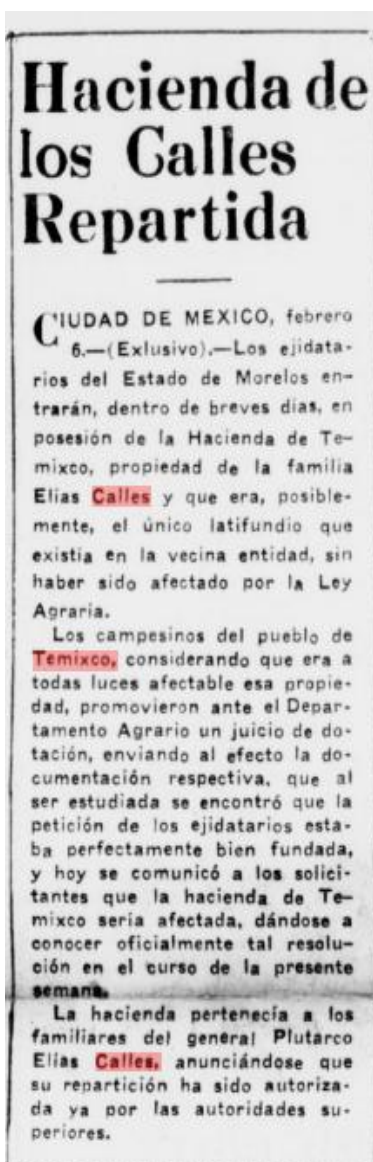 Hacienda de
los Calles
Repartida
CIUDAD DE MEXICO, febrero
6.—(Exlusivo).—Los ejidata-
rios del Estado de Morelos en-
trarán, dentro de breves dias, en
posesión de la Hacienda de Te-
mixco, propiedad de la familia
Elias Calles y que era, posible-
mente, el único latifundio que
existia en la vecina entidad, sin
haber sido afectado por la Ley
Agraria.
Los campesinos del pueblo de
Temixco, considerando que era a
todas luces afectable esa propie-
dad, promovieron ante el Depar-
tamento Agrario un juicio de do-
tación, enviando al efecto la do-
cumentación respectiva, que al
ser estudiada se encontró que la
petición de los ejidatarios esta-
ba perfectamente bien fundada,
y hoy se comunicó a los solici-
tantes que la hacienda de Te-
mixco seria afectada, dándose a
conocer oficialmente tal resolu-
ción en el curso de la presente
semana.
La hacienda pertenecia a los
familiares del general Plutarco
Elias Calles, anunciándose que
su repartición ha sido autoriza-
da ya por las autoridades su-
periores.